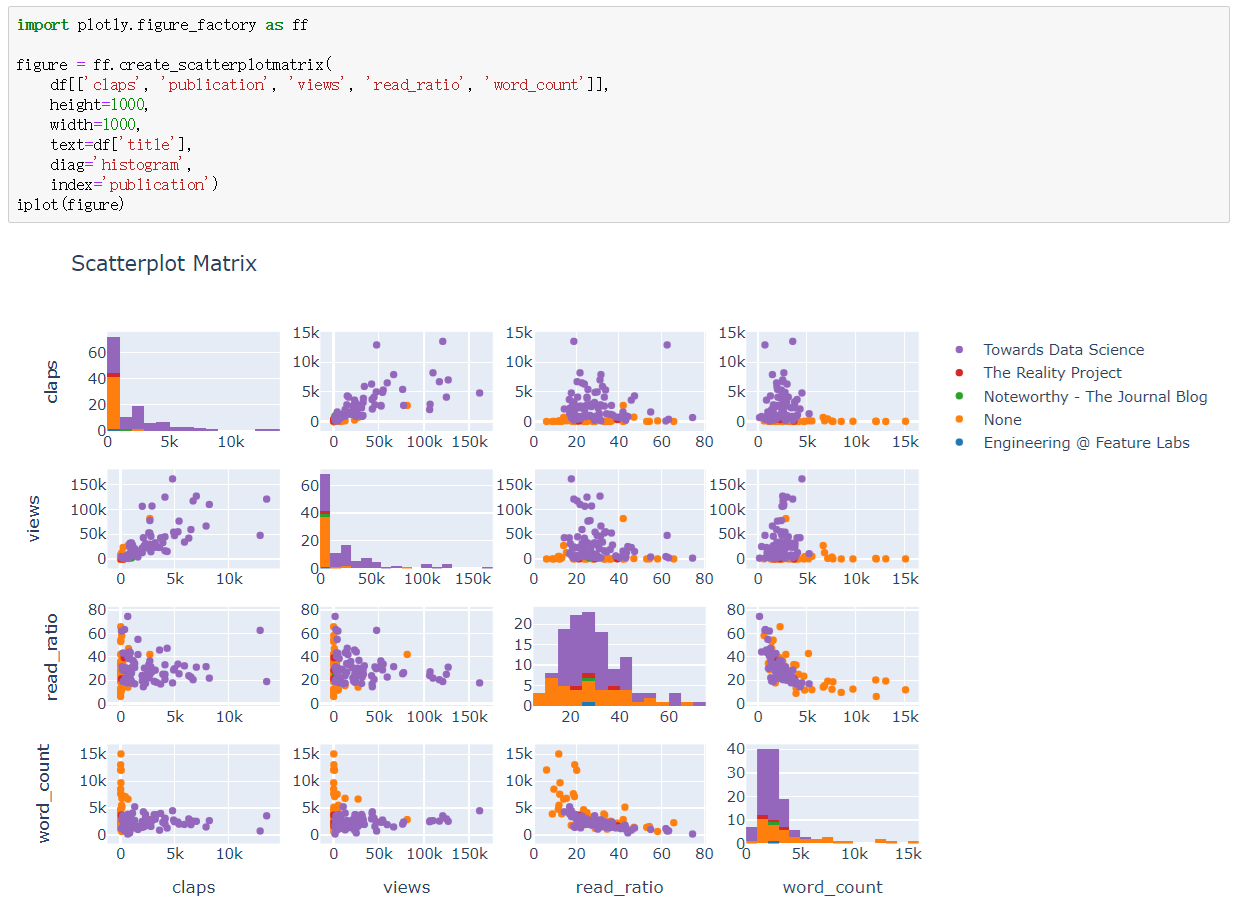 import plotly.figure_factory as ff
figure = ff.create_scatterplotmatrix(
df[['claps', 'publication', 'views', 'read_ratio', 'word_count']],
height=1000,
width=1000,
text=df['title'],
diag='histogram',
index='publication')
iplot(figure)
Scatterplot Matrix
claps
60
40
20
0
0 5k 10k
15k
10k
5k
0
0 50k 100k 150k
15k
10k
5k
0
0 20 40 60 80
15k
10k
5k
0
0 5k 10k 15k
Towards Data Science
The Reality Project
Noteworthy - The Journal Blog
None
Engineering @ Feature Labs
views
150k
100k
50k
0
0 5k 10k
60
40
20
0
0 50k 100k 150k
150k
100k
50k
0
0 20 40 60 80
150k
100k
50k
0
0 5k 10k 15k
read_ratio
80
60
40
20
0
0 5k 10k
80
60
40
20
0
0 50k 100k 150k
20
15
10
5
0
20 40 60
80
60
40
20
0
0 5k 10k 15k
word_count
15k
10k
5k
0
0 5k 10k
15k
10k
5k
0
0 50k 100k 150k
15k
10k
5k
0
0 20 40 60 80
40
30
20
10
0
0 5k 10k 15k
claps views read_ratio word_count